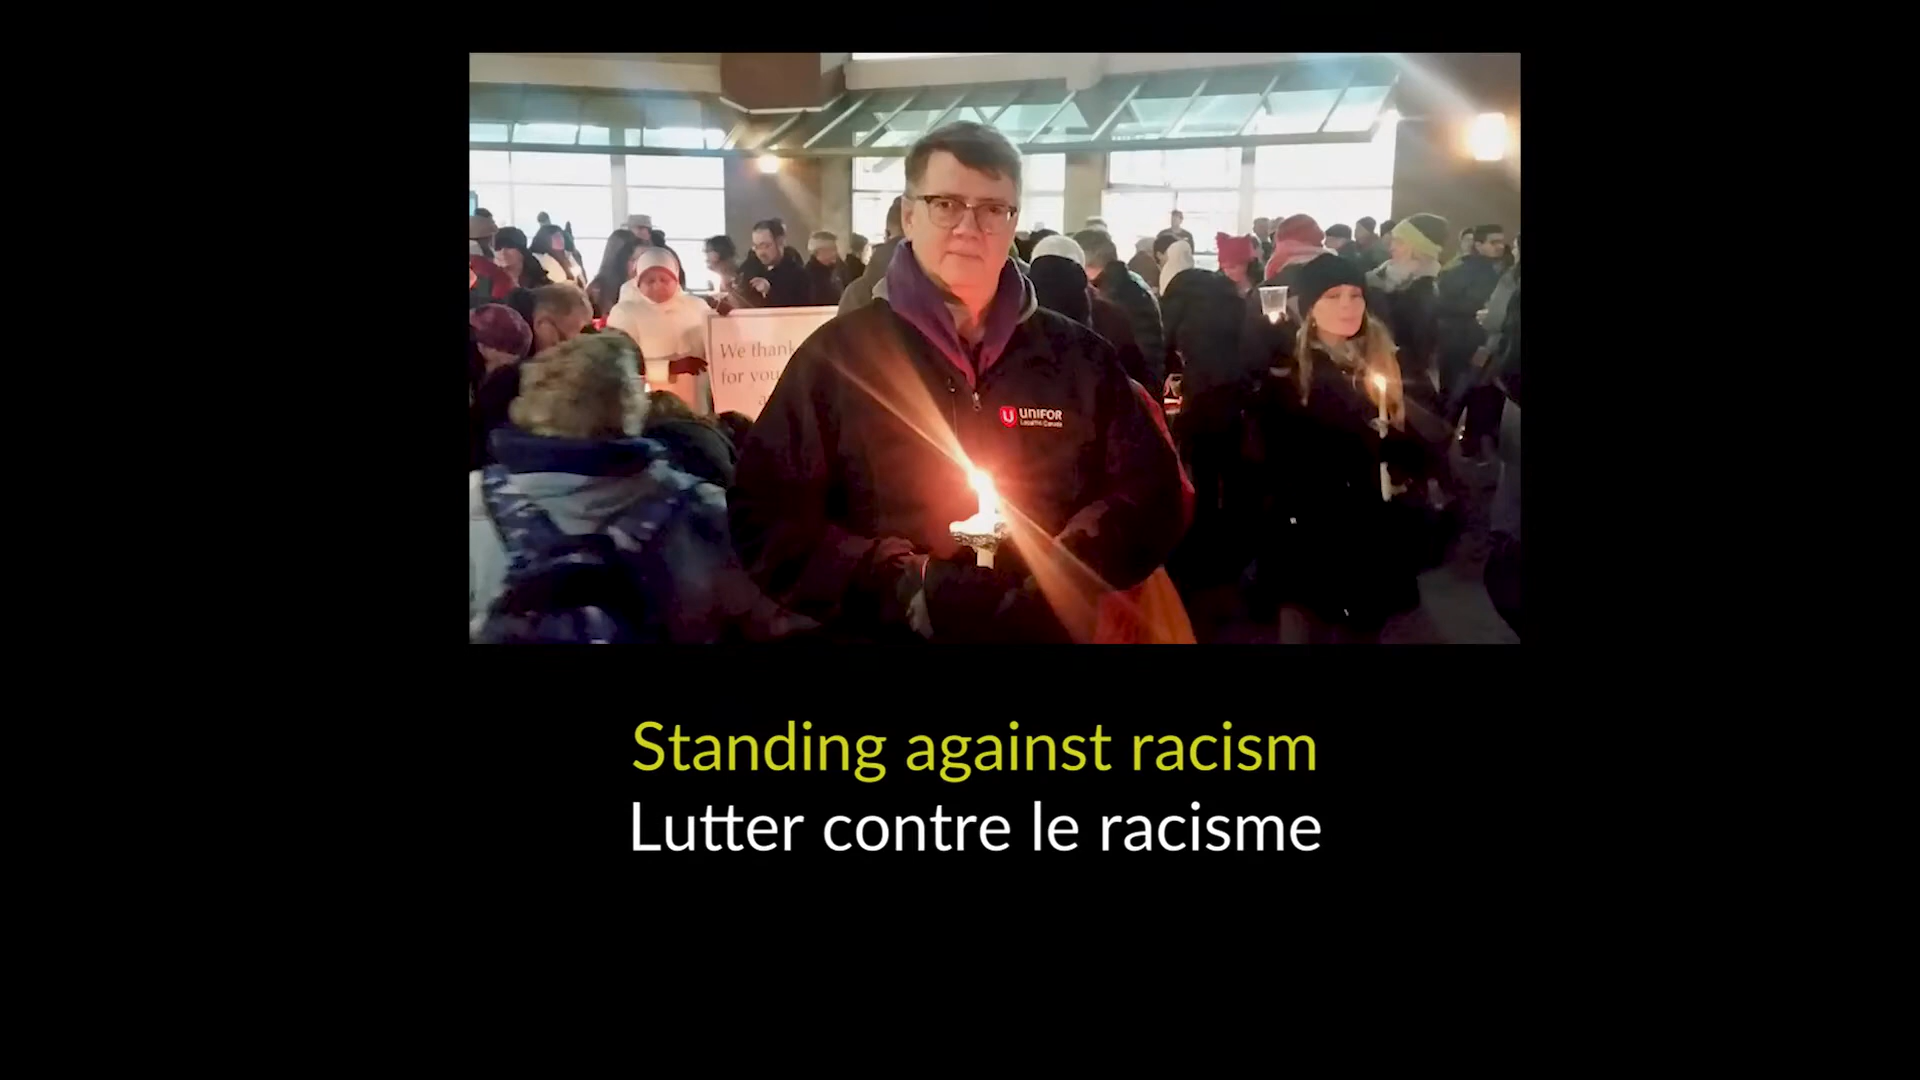 We thank
for you
UNIFOR
Standing against racism
Lutter contre le racisme